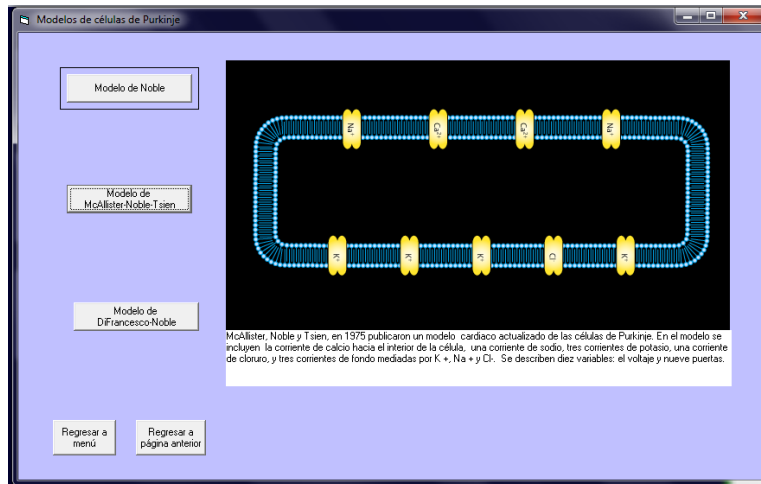 Modelos de células de Purkinje
Modelo de Noble
Modelo de
McAllister-Noble-Tsien
Modelo de
DiFrancesco-Noble
Na⁺
Ca²⁺
Ca²⁺
Na⁺
K⁺
K⁺
K⁺
Cl
K⁺
McAllister, Noble y Tsien, en 1975 publicaron un modelo cardiaco actualizado de las células de Purkinje. En el modelo se
incluyen la corriente de calcio hacia el interior de la célula, una corriente de sodio, tres corrientes de potasio, una corriente
de cloruro, y tres corrientes de fondo mediadas por K +, Na + y Cl-. Se describen diez variables: el voltaje y nueve puertas.
Regresar a
menú
Regresar a
página anterior